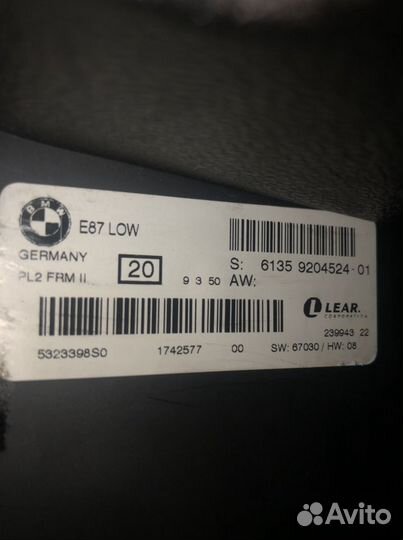 BMW
E87 LOW
GERMANY
PL2 FRM II
20
9 3 50
S: 6135 9204524-01
AW:
LEAR.
CORPORATION
239943 22
5323398S0
1742577 00
SW: 67030 / HW: 08
Avito